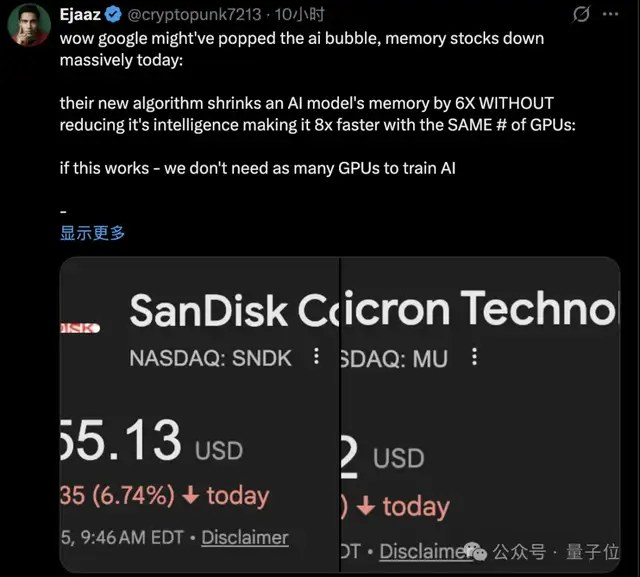 Ejaaz @cryptopunk7213 · 10小时
wow google might've popped the ai bubble, memory stocks down
massively today:
their new algorithm shrinks an AI model's memory by 6X WITHOUT
reducing it's intelligence making it 8x faster with the SAME # of GPUs:
if this works - we don't need as many GPUs to train AI
-
显示更多
SanDisk Co
NASDAQ: SNDK
55.13 USD
35 (6.74%) ↓ today
5, 9:46 AM EDT • Disclaimer
icron Techno
SDAQ: MU
2 USD
) ↓ today
DT • Disclaimer
公众号 · 量子位